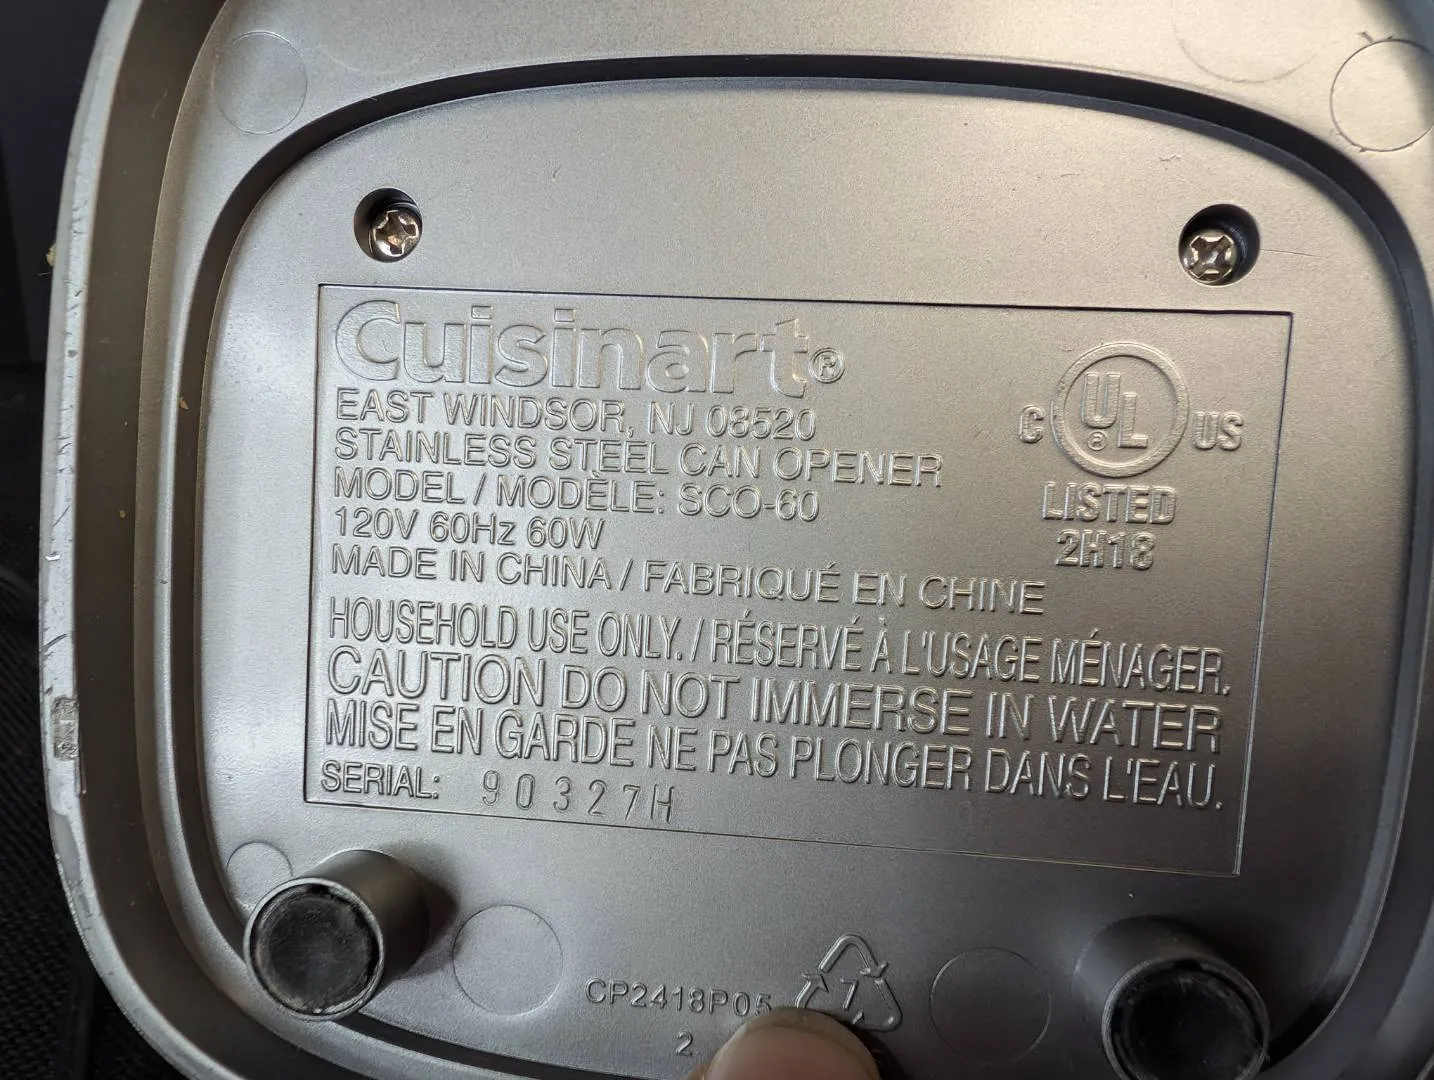 Cuisinart®
EAST WINDSOR, NJ 08520
STAINLESS STEEL CAN OPENER
MODEL / MODÈLE: SCO-60
120V 60Hz 60W
MADE IN CHINA / FABRIQUÉ EN CHINE
C UL® US
LISTED
2H18
HOUSEHOLD USE ONLY. / RÉSERVÉ À L'USAGE MÉNAGER.
CAUTION DO NOT IMMERSE IN WATER
MISE EN GARDE NE PAS PLONGER DANS L'EAU.
SERIAL: 90327H
CP2418P05
7
2